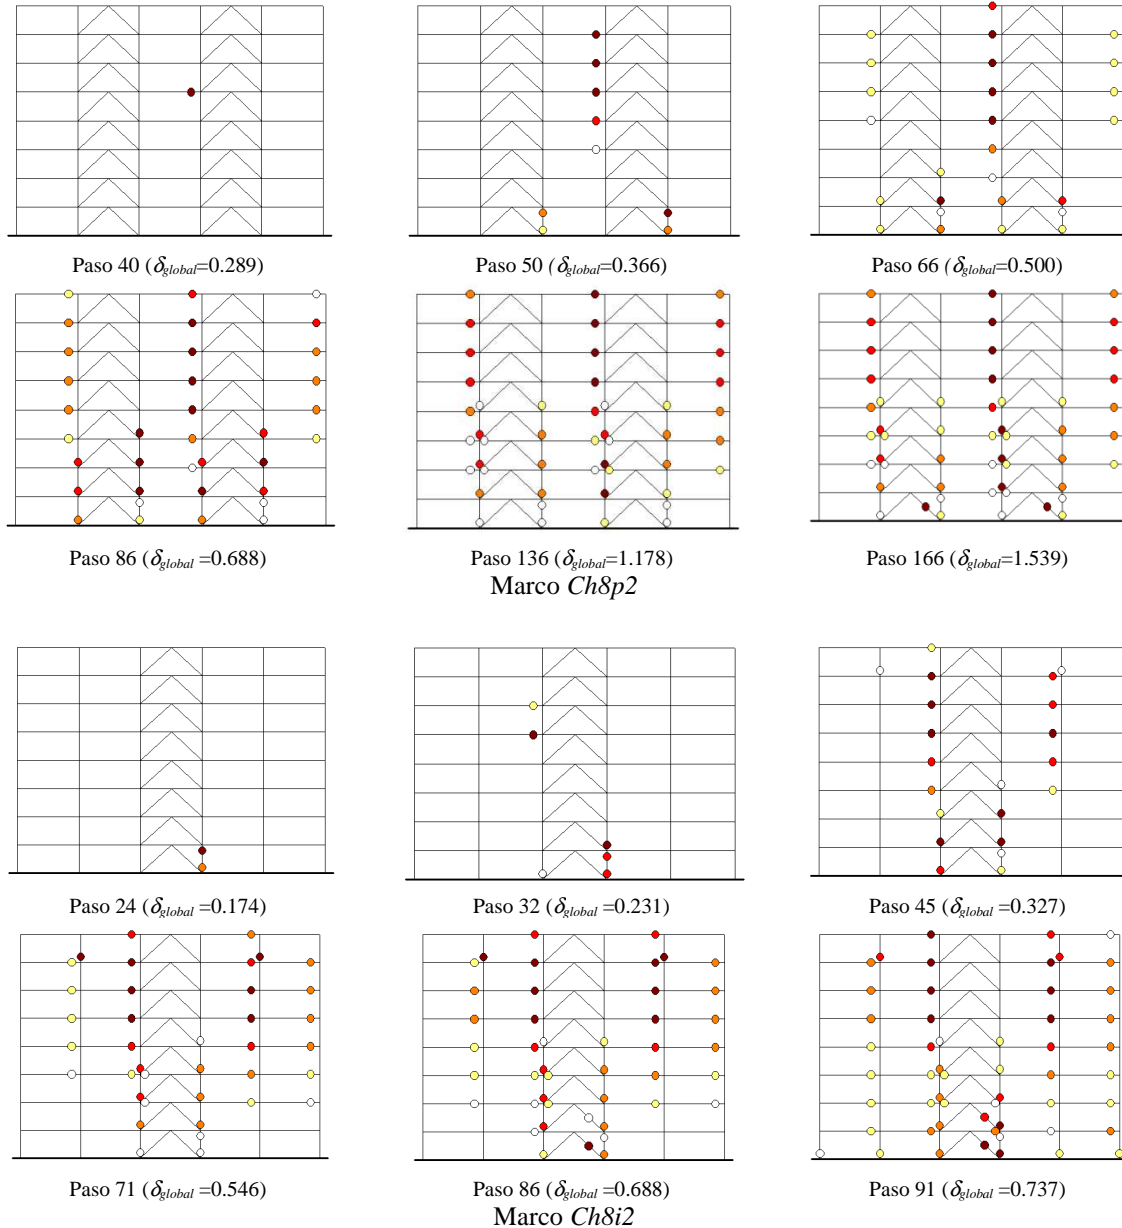 Paso 40 (δglobal=0.289)
Paso 50 (δglobal=0.366)
Paso 66 (δglobal=0.500)
Paso 86 (δglobal =0.688)
Paso 136 (δglobal=1.178)
Paso 166 (δglobal=1.539)
Marco Ch8p2
Paso 24 (δglobal =0.174)
Paso 32 (δglobal =0.231)
Paso 45 (δglobal =0.327)
Paso 71 (δglobal =0.546)
Paso 86 (δglobal =0.688)
Paso 91 (δglobal =0.737)
Marco Ch8i2